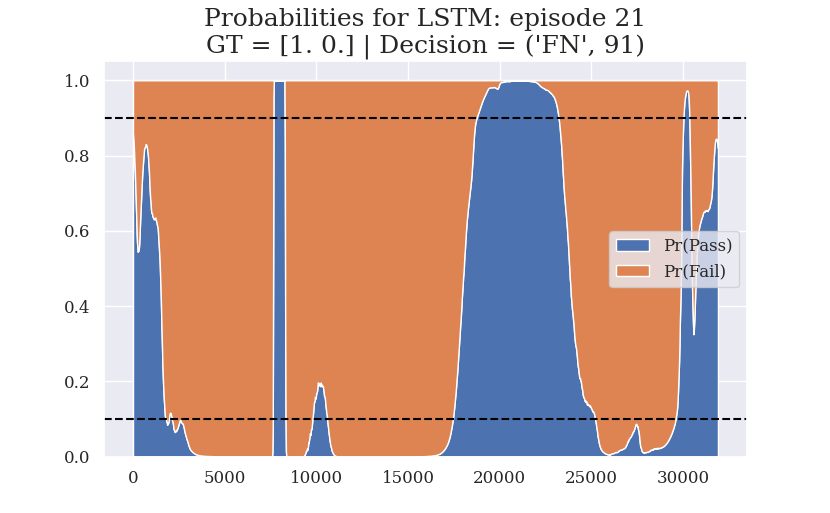 Probabilities for LSTM: episode 21
GT = [1. 0.] | Decision = ('FN', 91)
1.0
0.8
0.6
0.4
0.2
0.0
Pr(Pass)
Pr(Fail)
0 5000 10000 15000 20000 25000 30000